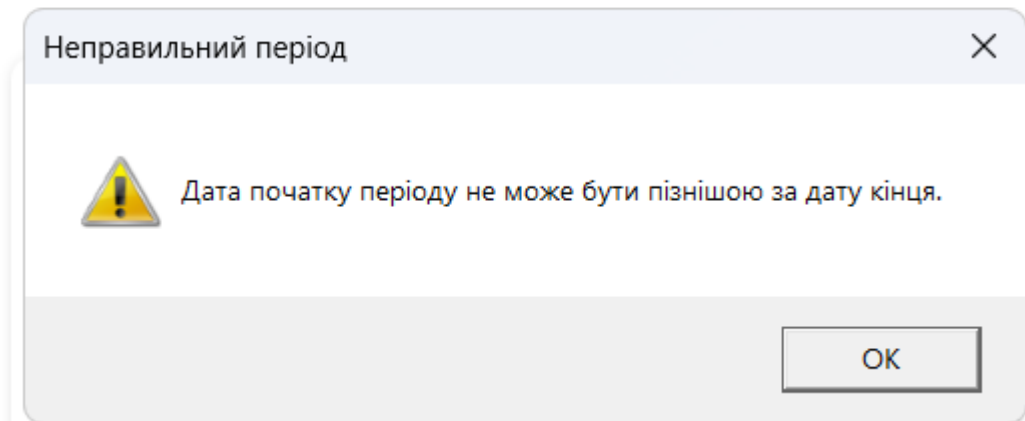 Неправильний період
Дата початку періоду не може бути пізнішою за дату кінця.
OK